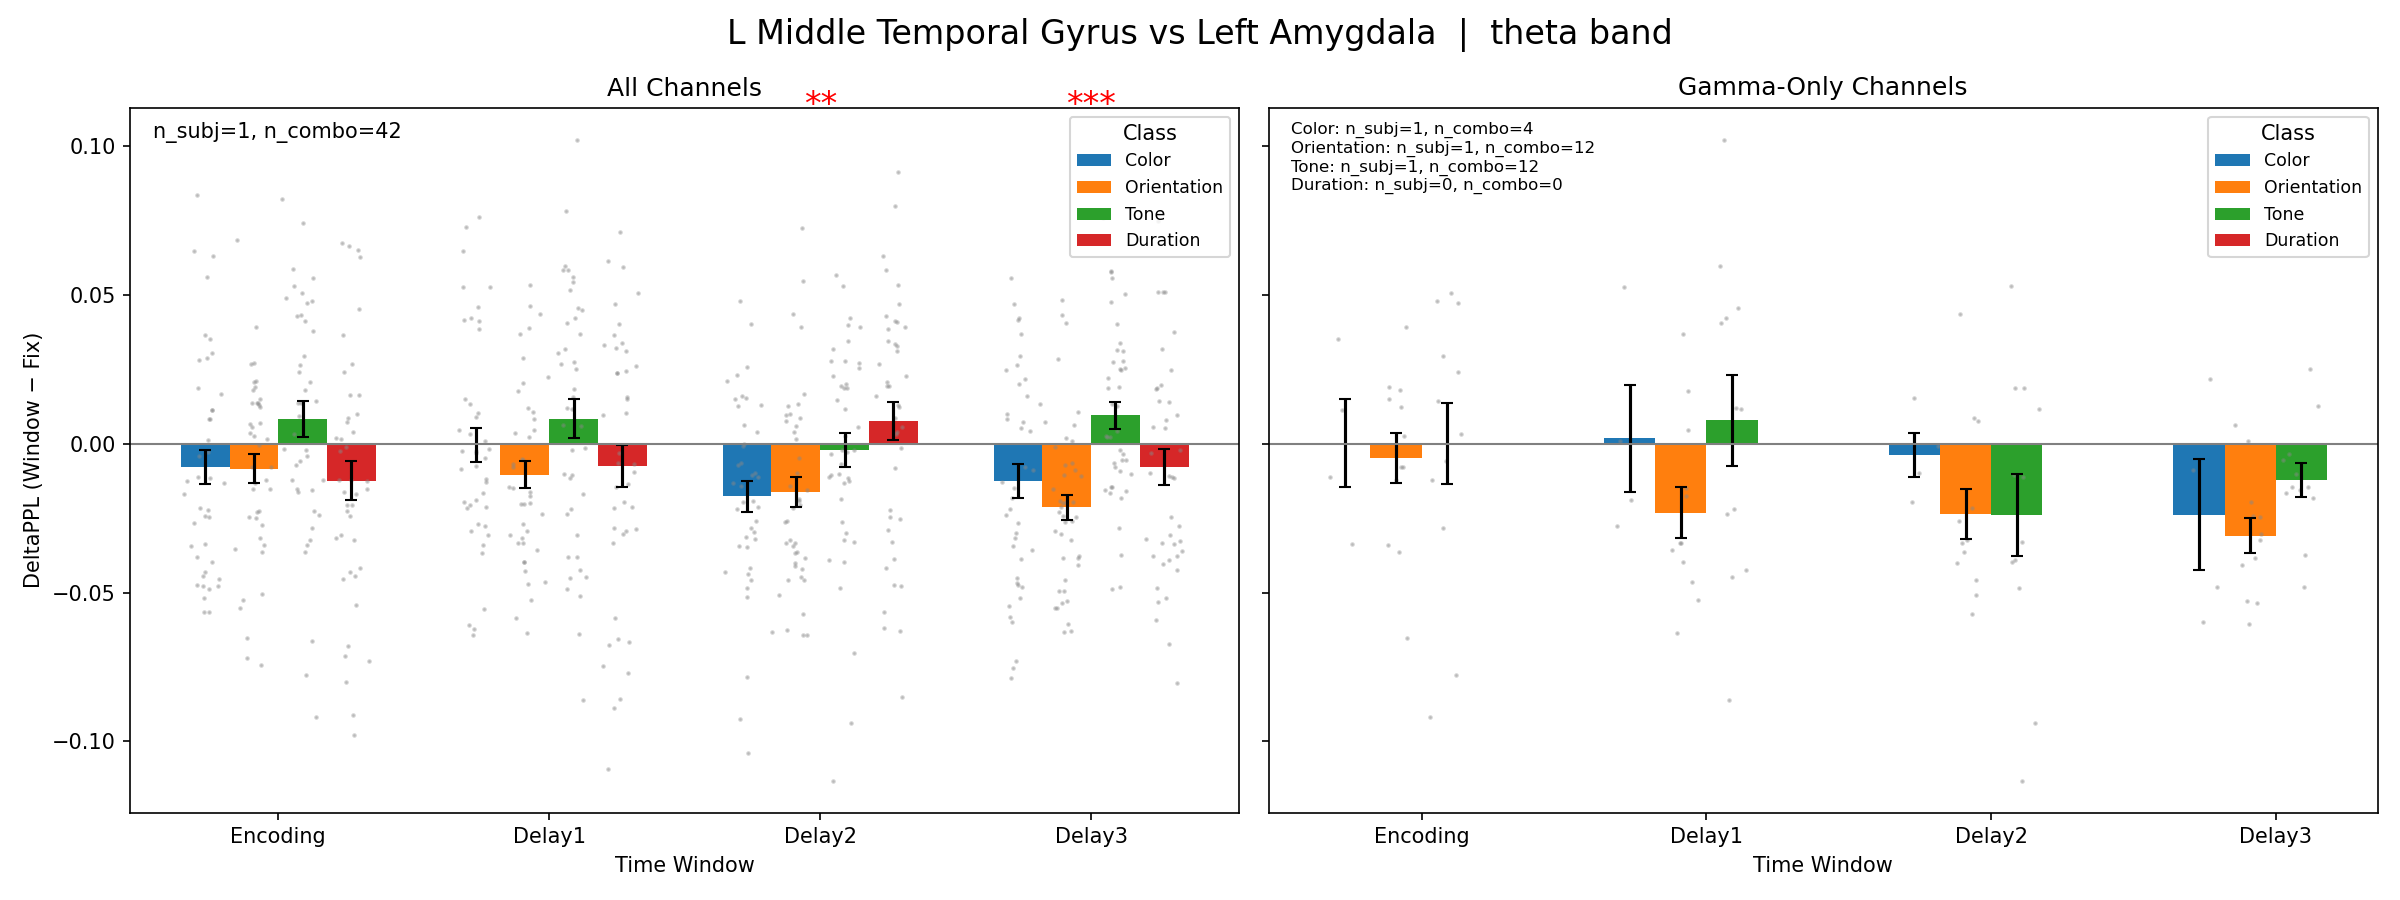 L Middle Temporal Gyrus vs Left Amygdala | theta band
All Channels
**
***
n_subj=1, n_combo=42
Class
Color
Orientation
Tone
Duration
0.10
0.05
0.00
−0.05
−0.10
DeltaPPL (Window − Fix)
Encoding
Delay1
Delay2
Delay3
Time Window
Gamma-Only Channels
Color: n_subj=1, n_combo=4
Orientation: n_subj=1, n_combo=12
Tone: n_subj=1, n_combo=12
Duration: n_subj=0, n_combo=0
Class
Color
Orientation
Tone
Duration
Encoding
Delay1
Delay2
Delay3
Time Window